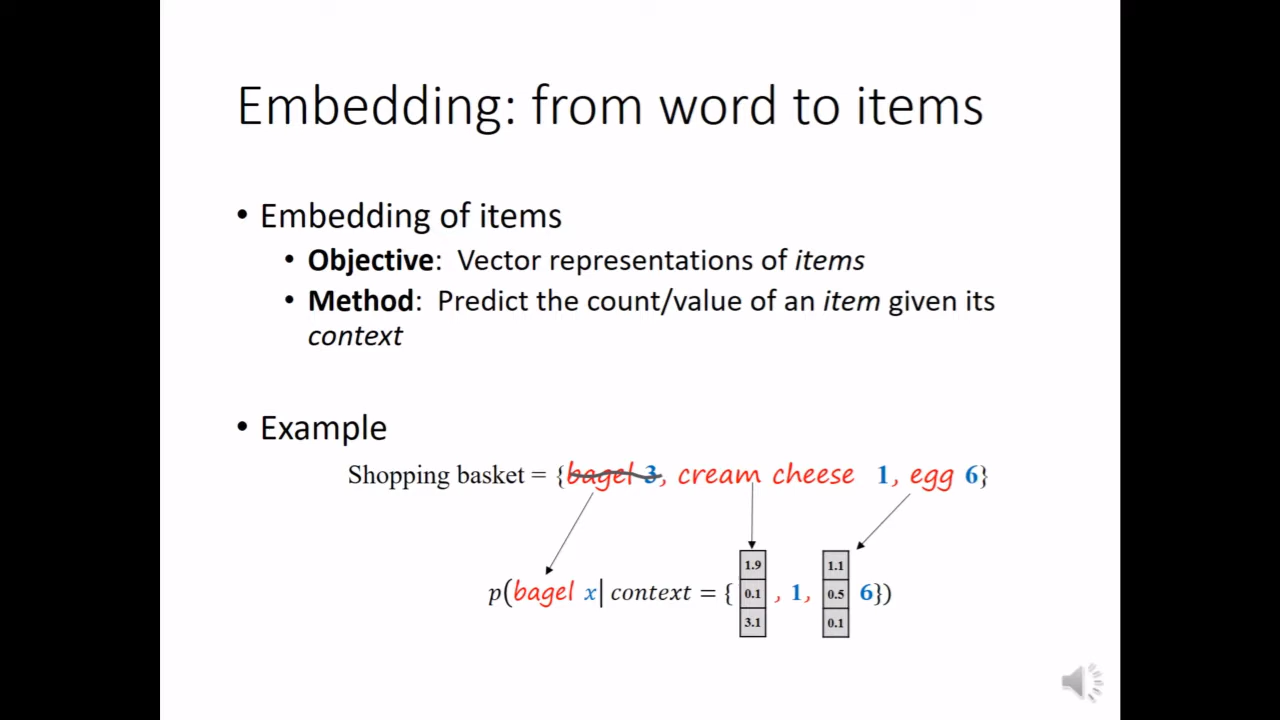 Embedding: from word to items
• Embedding of items
• Objective: Vector representations of items
• Method: Predict the count/value of an item given its
context
• Example
Shopping basket = {bagel 3, cream cheese 1, egg 6}
1.9 1.1
p(bagel x| context = { 0.1 , 1, 0.5 6})
3.1 0.1